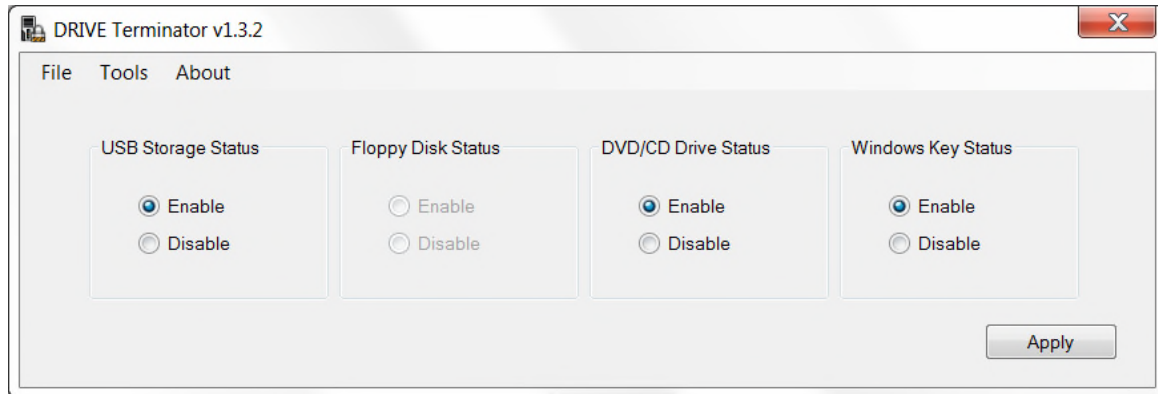 DRIVE Terminator v1.3.2
File Tools About
USB Storage Status Floppy Disk Status DVD/CD Drive Status Windows Key Status
Enable Enable Enable Enable
Disable Disable Disable Disable
Apply